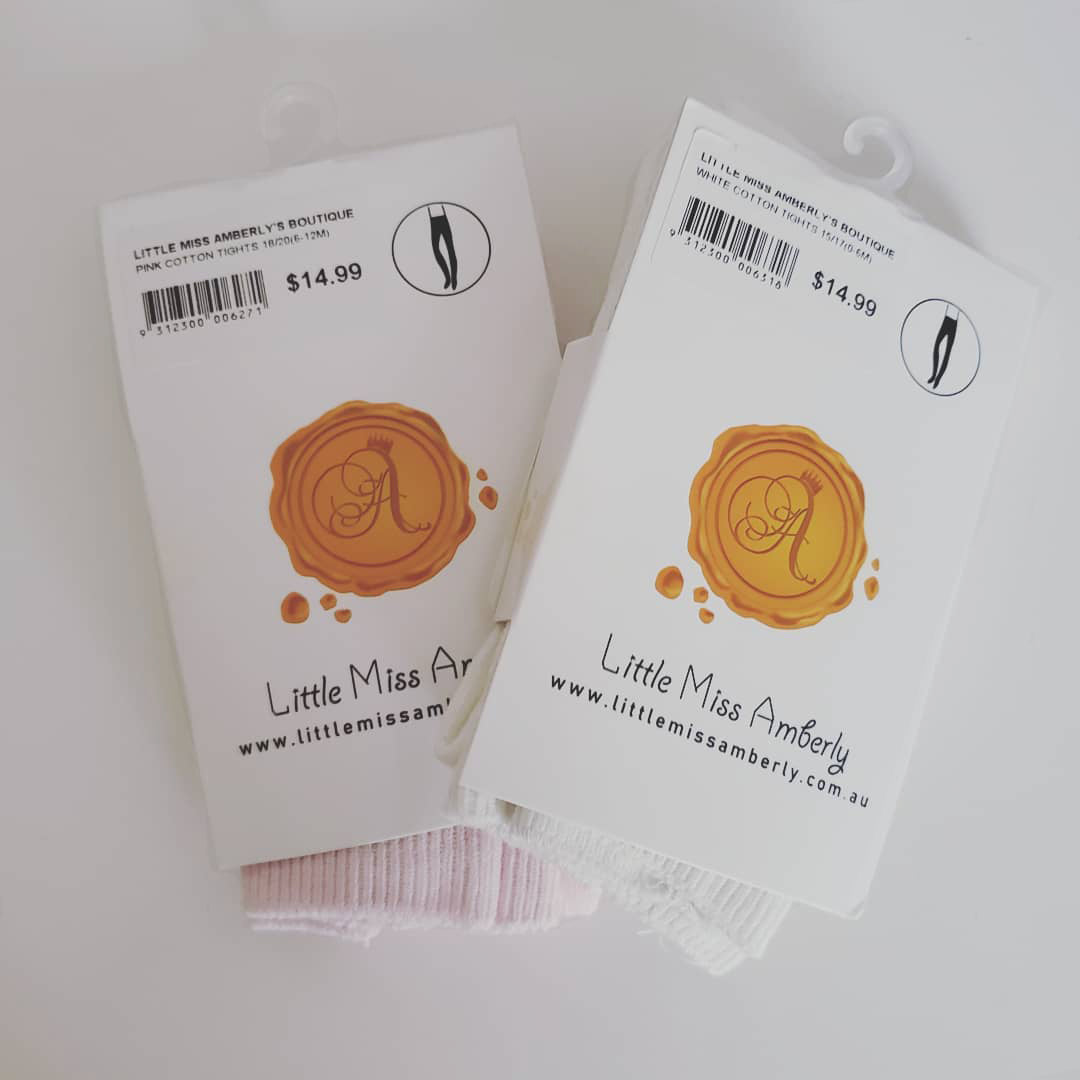 LITTLE MISS AMBERLY'S BOUTIQUE
PINK COTTON TIGHTS 18/20(6-12M)
$14.99
9 312300 006271
A
Little Miss Am
www.littlemissamb
LITTLE MISS AMBERLY'S BOUTIQUE
WHITE COTTON TIGHTS 15/17(0-6M)
$14.99
9 312300 006318
A
Little Miss Amberly
www.littlemissamberly.com.au